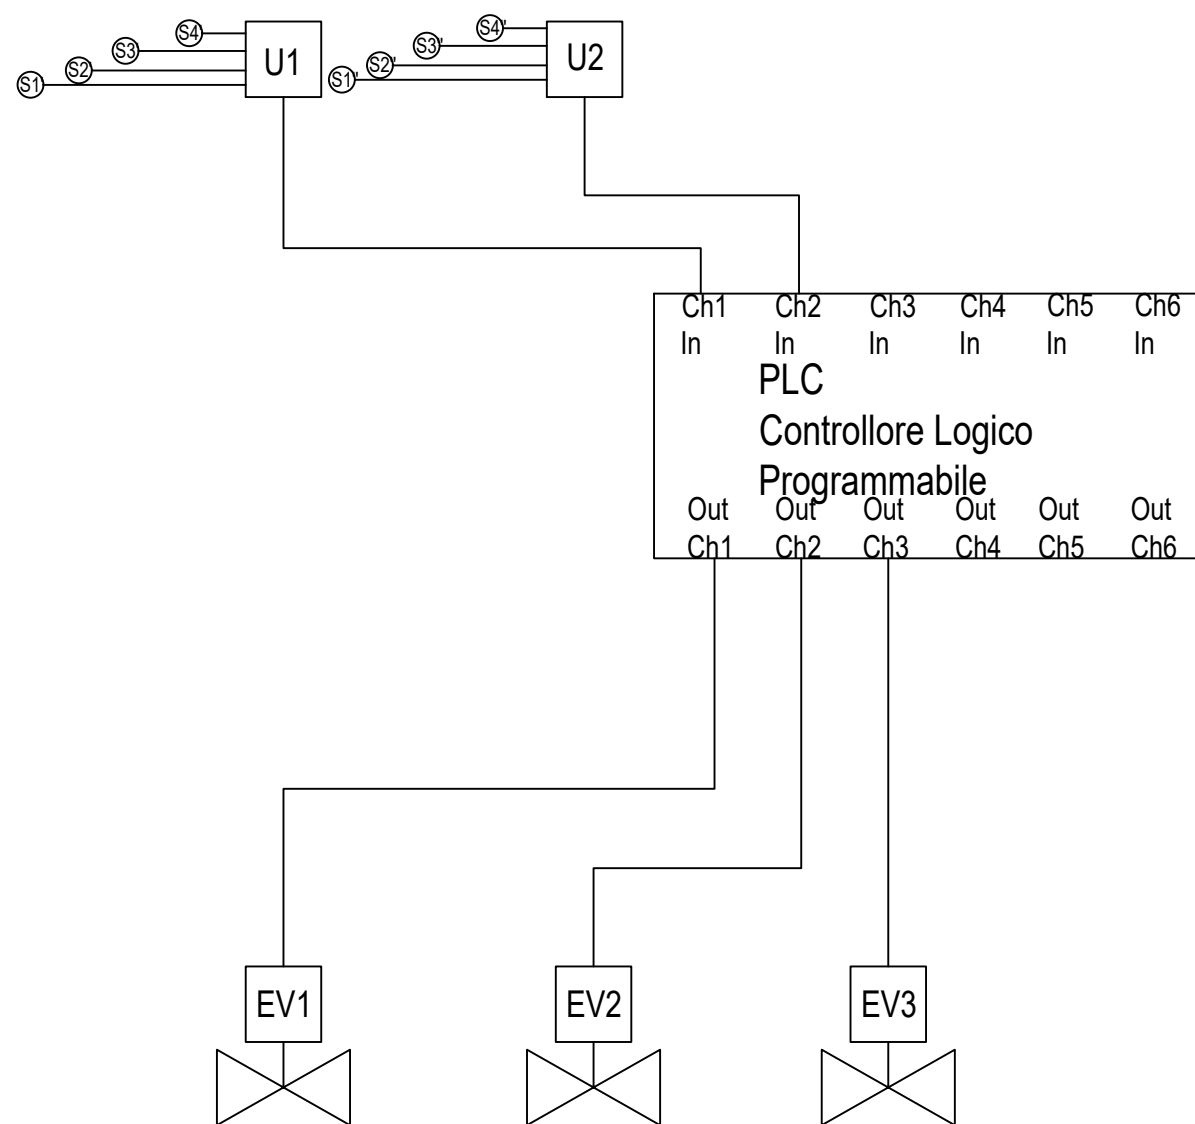 S4 S4'
S3 S3'
S2 S2'
S1 S1'
U1 U2
Ch1 Ch2 Ch3 Ch4 Ch5 Ch6
In In In In In In
PLC
Controllore Logico
Programmabile
Out Out Out Out Out Out
Ch1 Ch2 Ch3 Ch4 Ch5 Ch6
EV1 EV2 EV3